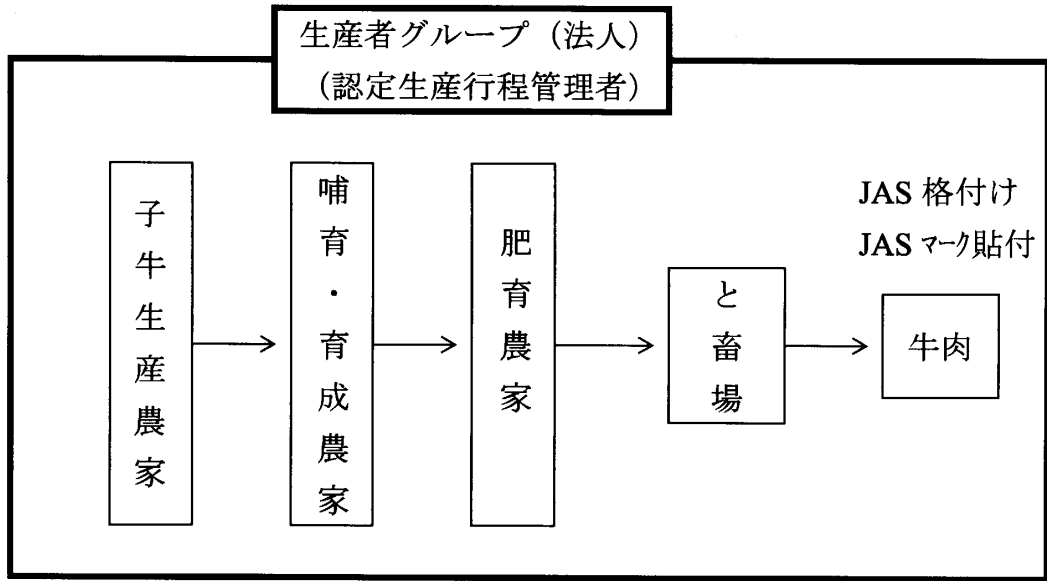 生産者グループ（法人）
（認定生産行程管理者）
子牛生産農家
哺育・育成農家
肥育農家
と畜場
JAS 格付け
JAS マーク貼付
牛肉